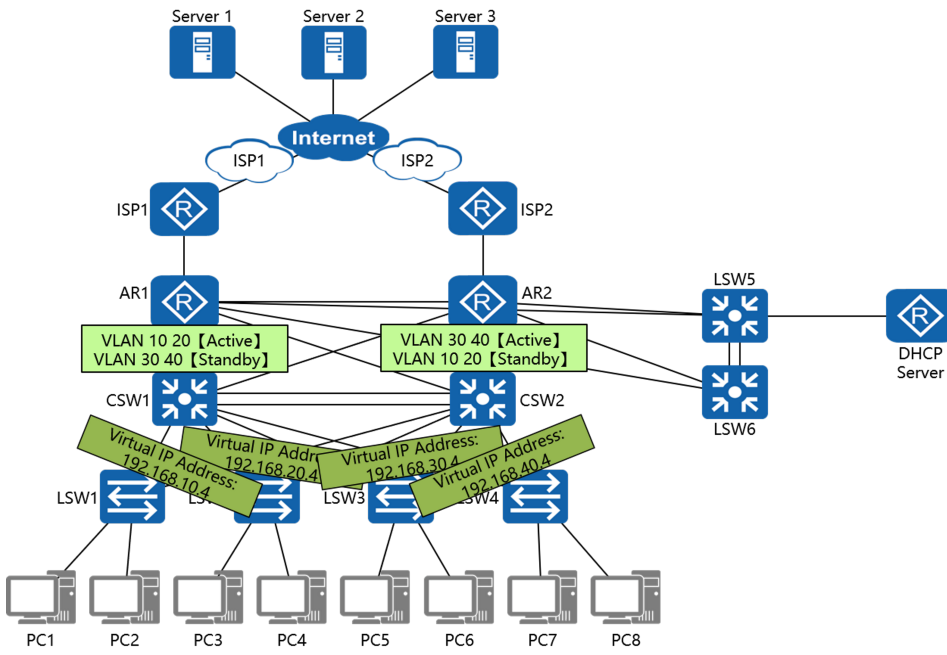 Server 1
Server 2
Server 3
Internet
ISP1
ISP2
ISP1
ISP2
R
R
AR1
AR2
R
R
LSW5
R
DHCP
Server
VLAN 10 20【Active】
VLAN 30 40【Standby】
VLAN 30 40【Active】
VLAN 10 20【Standby】
CSW1
CSW2
LSW6
Virtual IP Address:
192.168.10.4
Virtual IP Addr
192.168.20.4
Virtual IP Address:
192.168.30.4
Virtual IP Address:
192.168.40.4
LSW1
LSW3
SW4
PC1
PC2
PC3
PC4
PC5
PC6
PC7
PC8